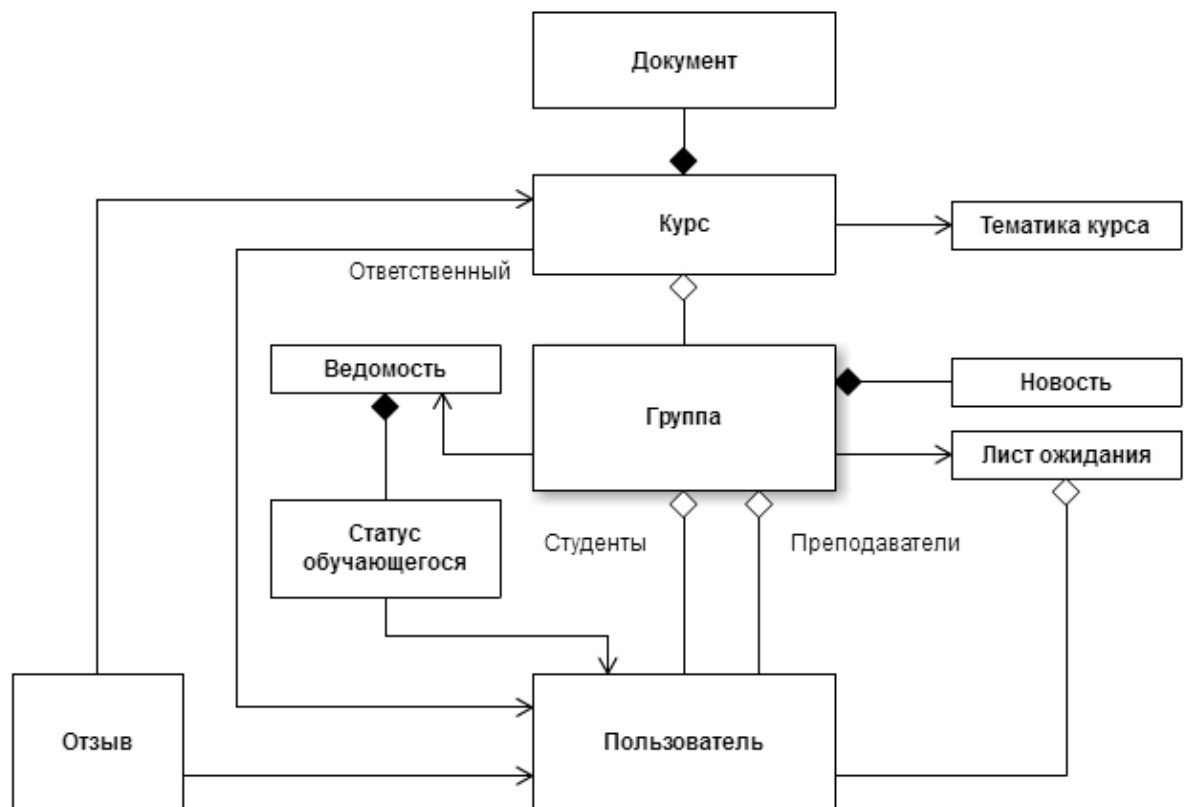 Документ
Курс
Тематика курса
Ответственный
Ведомость
Новость
Группа
Лист ожидания
Статус
обучающегося
Студенты
Преподаватели
Отзыв
Пользователь